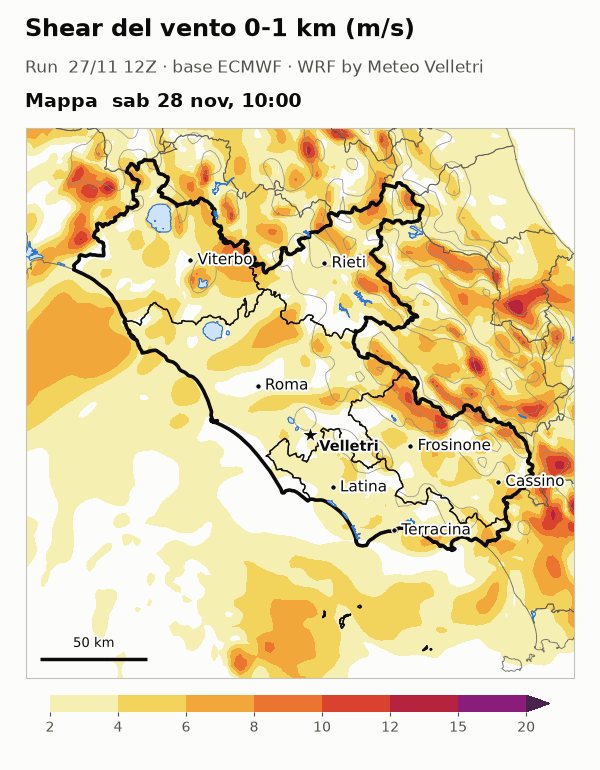 Shear del vento 0-1 km (m/s)
Run  27/11 12Z · base ECMWF · WRF by Meteo Velletri
Mappa  sab 28 nov, 10:00
Viterbo
Rieti
Roma
Velletri
Frosinone
Cassino
Latina
Terracina
50 km
2 4 6 8 10 12 15 20